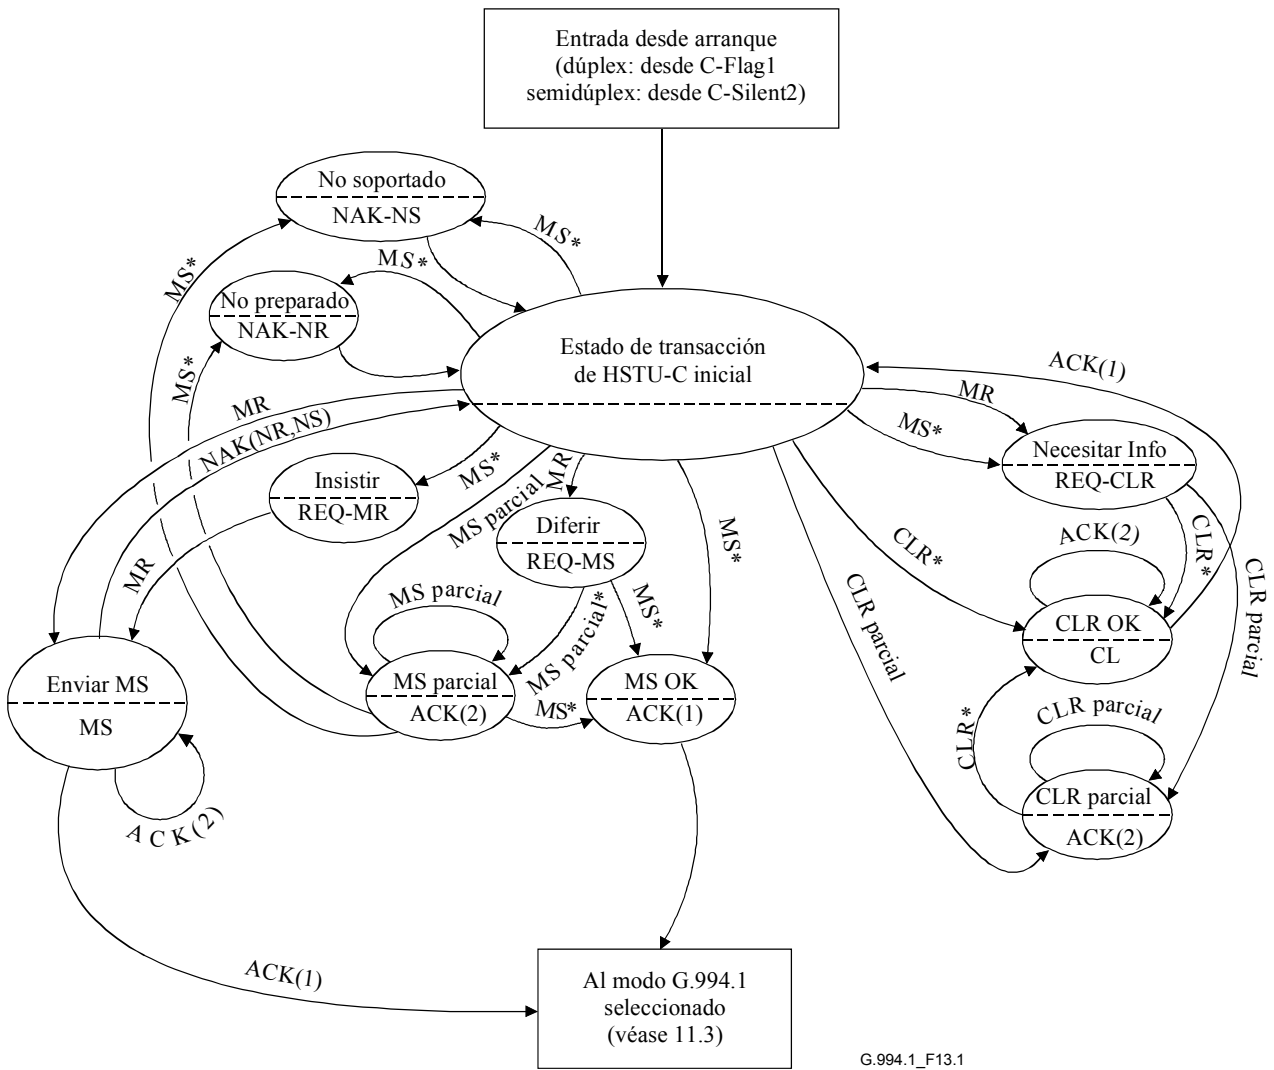 Entrada desde arranque
(dúplex: desde C-Flag1
semidúplex: desde C-Silent2)
No soportado
NAK-NS
MS*
MS*
MS*
No preparado
NAK-NR
MS*
Estado de transacción
de HSTU-C inicial
ACK(1)
MR
MS*
MR
NAK(NR,NS)
Necesitar Info
REQ-CLR
Insistir
REQ-MR
MS*
MS parcial
MR
Diferir
REQ-MS
MS*
CLR*
ACK(2)
CLR*
CLR parcial
CLR parcial
MR
MS parcial
MS parcial*
MS*
CLR OK
CL
Enviar MS
MS
MS parcial
ACK(2)
MS*
MS OK
ACK(1)
CLR*
CLR parcial
CLR parcial
ACK(2)
ACK(2)
ACK(1)
Al modo G.994.1
seleccionado
(véase 11.3)
G.994.1_F13.1